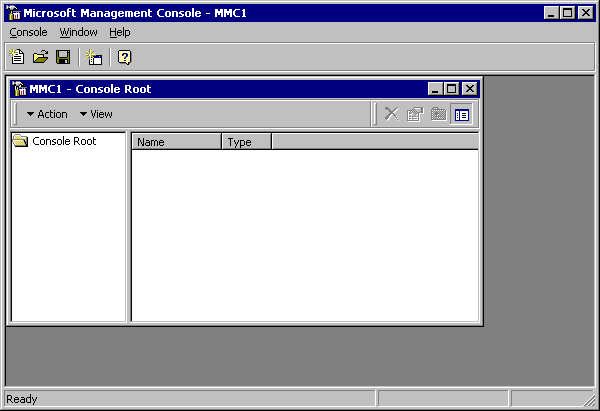 Microsoft Management Console - MMC1
Console Window Help
MMC1 - Console Root
Action View
Console Root
Name Type
Ready